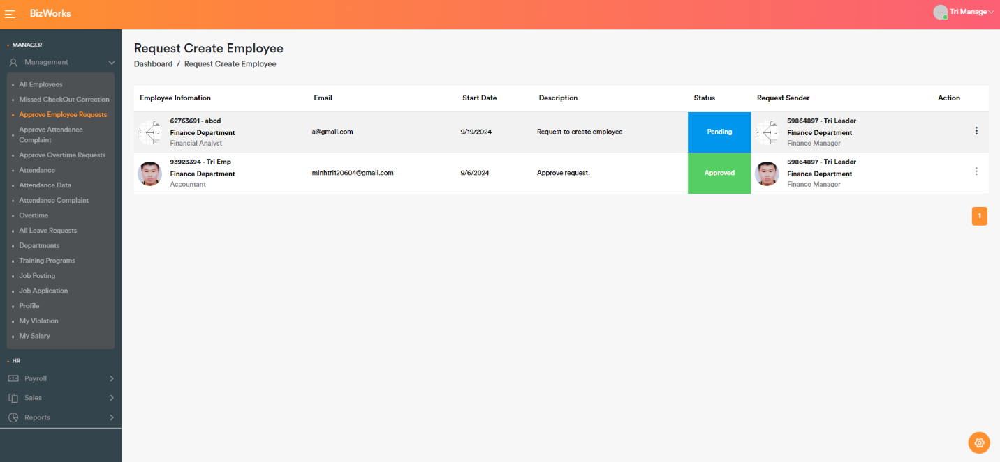 BizWorks
Tri Manage
MANAGER
Management
All Employees
Missed CheckOut Correction
Approve Employee Requests
Approve Attendance
Complaint
Approve Overtime Requests
Attendance
Attendance Data
Attendance Complaint
Overtime
All Leave Requests
Departments
Training Programs
Job Posting
Job Application
Profile
My Violation
My Salary
HR
Payroll
Sales
Reports
Request Create Employee
Dashboard / Request Create Employee
Employee Infomation Email Start Date Description Status Request Sender Action
62763691 - abcd
Finance Department
Financial Analyst
a@gmail.com
9/19/2024
Request to create employee
Pending
59864897 - Tri Leader
Finance Department
Finance Manager
93923394 - Tri Emp
Finance Department
Accountant
minhtri120604@gmail.com
9/6/2024
Approve request.
Approved
59864897 - Tri Leader
Finance Department
Finance Manager
1